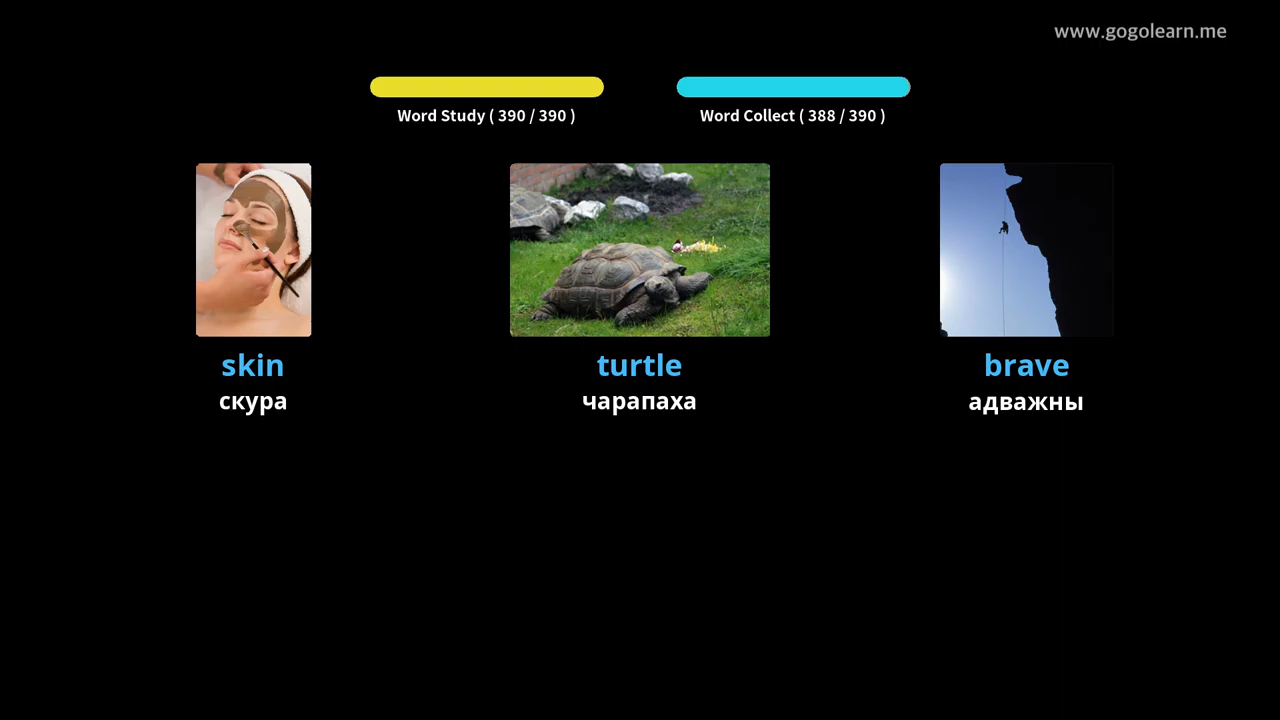 www.gogolearn.me
Word Study ( 390 / 390 )
Word Collect ( 388 / 390 )
skin
turtle
brave
скура
чарапаха
адважны